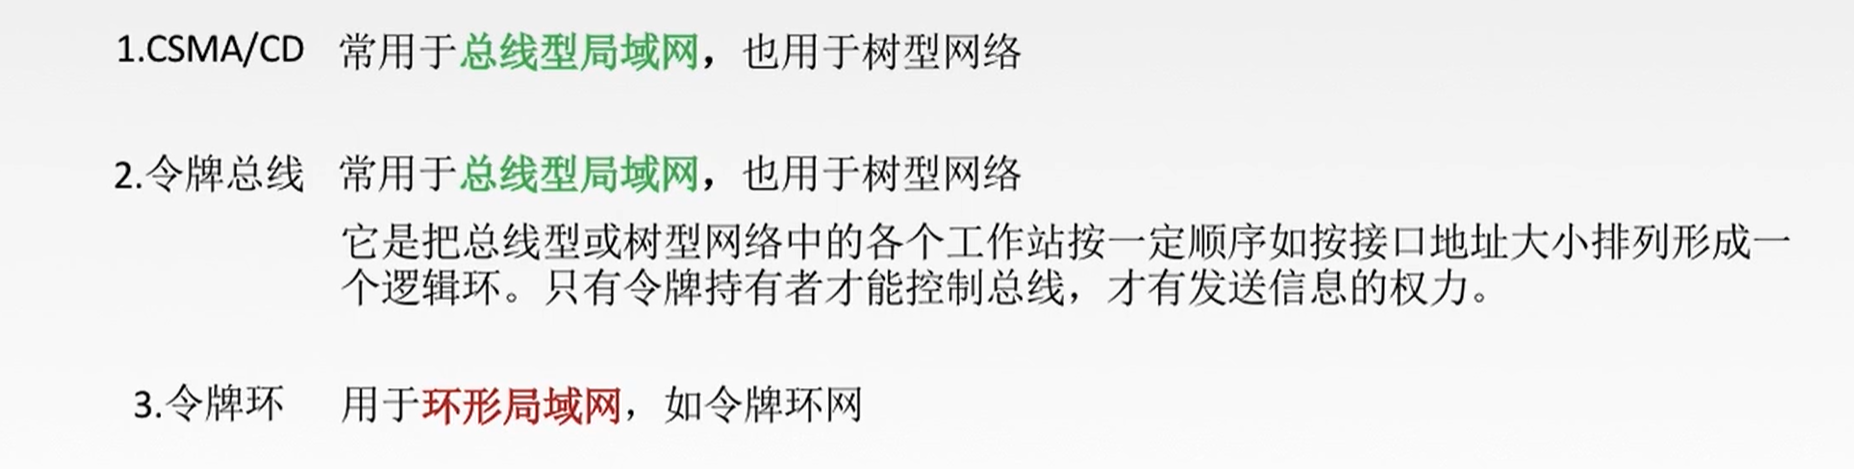 1.CSMA/CD 常用于总线型局域网，也用于树型网络
2.令牌总线 常用于总线型局域网，也用于树型网络
它是把总线型或树型网络中的各个工作站按一定顺序如按接口地址大小排列形成一
个逻辑环。只有令牌持有者才能控制总线，才有发送信息的权力。
3.令牌环 用于环形局域网，如令牌环网